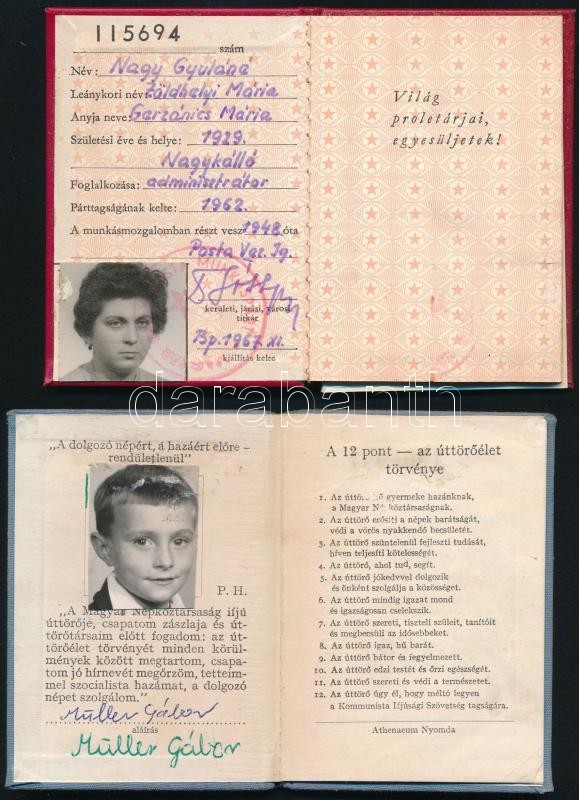 115694 szám
Név: Nagy Gyuláné
Leánykori név: Zöldhelyi Mária
Anyja neve: Gerzánics Mária
Születési éve és helye: 1929.
Nagykálló
Foglalkozása: adminisztrátor
Párttagságának kelte: 1962.
A munkásmozgalomban részt vesz 1948 óta
Posta Vez. Ig.
kerületi, járási, városi
titkár
Bp. 1967. XI.
kiállítás kelte
Világ
proletárjai,
egyesüljetek!
darabanth
„A dolgozó népért, a hazáért előre –
rendületlenül”
P. H.
„A Magyar Népköztársaság ifjú
úttörője, csapatom zászlaja és út-
törőtársaim előtt fogadom: az út-
törőélet törvényét minden körül-
mények között megtartom, csapa-
tom jó hírnevét megőrzöm, tetteim-
mel szocialista hazámat, a dolgozó
népet szolgálom.”
Müller Gábor
aláírás
Müller Gábor
A 12 pont — az úttörőélet
törvénye
1. Az úttörő hű gyermeke hazánknak,
a Magyar Népköztársaságnak.
2. Az úttörő erősíti a népek barátságát,
védi a vörös nyakkendő becsületét.
3. Az úttörő szüntelenül fejleszti tudását,
híven teljesíti kötelességét.
4. Az úttörő, ahol tud, segít.
5. Az úttörő jókedvvel dolgozik
és önként szolgálja a közösséget.
6. Az úttörő mindig igazat mond
és igazságosan cselekszik.
7. Az úttörő szereti, tiszteli szüleit, tanítóit
és megbecsüli az idősebbeket.
8. Az úttörő igaz, hű barát.
9. Az úttörő bátor és fegyelmezett.
10. Az úttörő edzi testét és őrzi egészségét.
11. Az úttörő szereti és védi a természetet.
12. Az úttörő úgy él, hogy méltó legyen
a Kommunista Ifjúsági Szövetség tagságára.
Athenaeum Nyomda